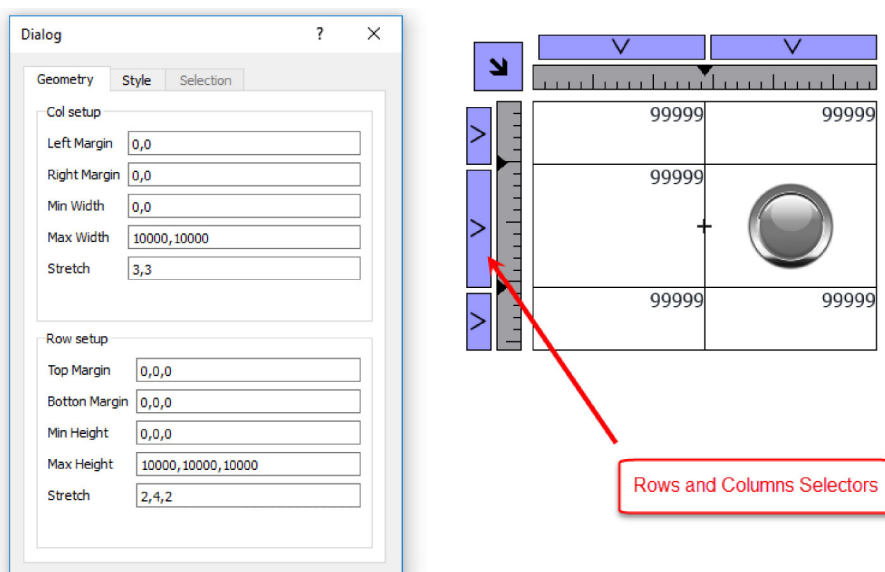 Dialog ?
Geometry Style Selection
Col setup
Left Margin 0,0
Right Margin 0,0
Min Width 0,0
Max Width 10000,10000
Stretch 3,3
Row setup
Top Margin 0,0,0
Botton Margin 0,0,0
Min Height 0,0,0
Max Height 10000,10000,10000
Stretch 2,4,2
99999 99999
99999
99999 99999
Rows and Columns Selectors